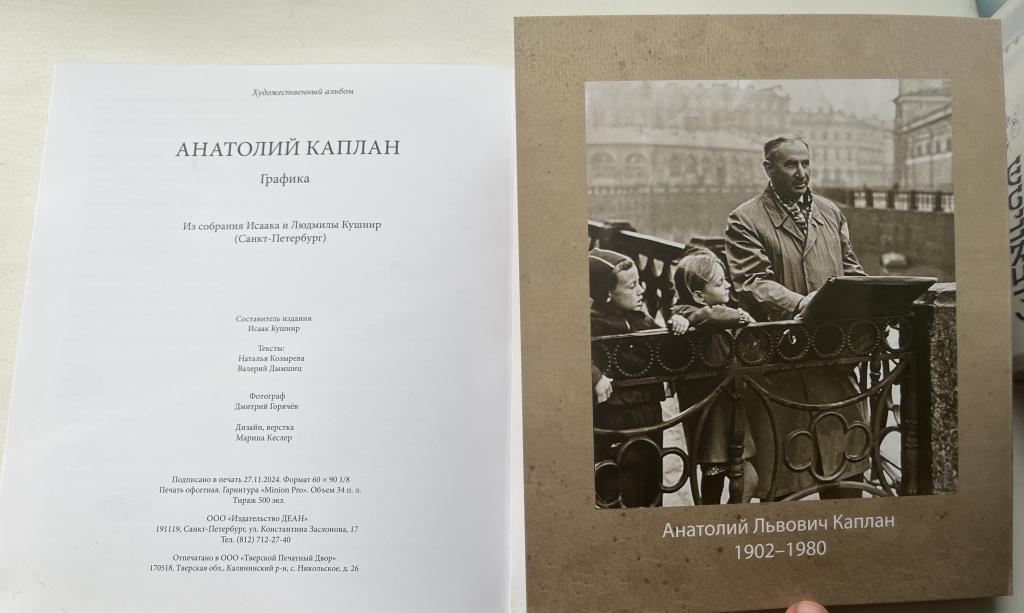 Художественный альбом
АНАТОЛИЙ КАПЛАН
Графика
Из собрания Исаака и Людмилы Кушнир
(Санкт-Петербург)
Составитель издания
Исаак Кушнир
Тексты:
Наталья Козырева
Валерий Дымшиц
Фотограф
Дмитрий Горячёв
Дизайн, верстка
Марина Кеслер
Подписано в печать 27.11.2024. Формат 60 × 90 1/8
Печать офсетная. Гарнитура «Minion Pro». Объем 34 п. л.
Тираж 500 экз.
ООО «Издательство ДЕАН»
191119, Санкт-Петербург, ул. Константина Заслонова, 17
Тел. (812) 712-27-40
Отпечатано в ООО «Тверской Печатный Двор»
170518, Тверская обл., Калининский р-н, с. Никольское, д. 26
Анатолий Львович Каплан
1902–1980